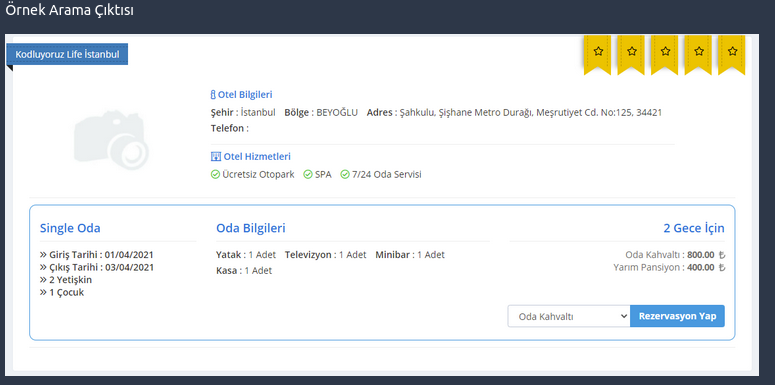 Örnek Arama Çıktısı
Kodluyoruz Life İstanbul
Otel Bilgileri
Şehir : İstanbul Bölge : BEYOĞLU Adres : Şahkulu, Şişhane Metro Durağı, Meşrutiyet Cd. No:125, 34421
Telefon :
Otel Hizmetleri
Ücretsiz Otopark SPA 7/24 Oda Servisi
Single Oda
» Giriş Tarihi : 01/04/2021
» Çıkış Tarihi : 03/04/2021
» 2 Yetişkin
» 1 Çocuk
Oda Bilgileri
Yatak : 1 Adet Televizyon : 1 Adet Minibar : 1 Adet
Kasa : 1 Adet
2 Gece İçin
Oda Kahvaltı : 800.00 ₺
Yarım Pansiyon : 400.00 ₺
Oda Kahvaltı
Rezervasyon Yap